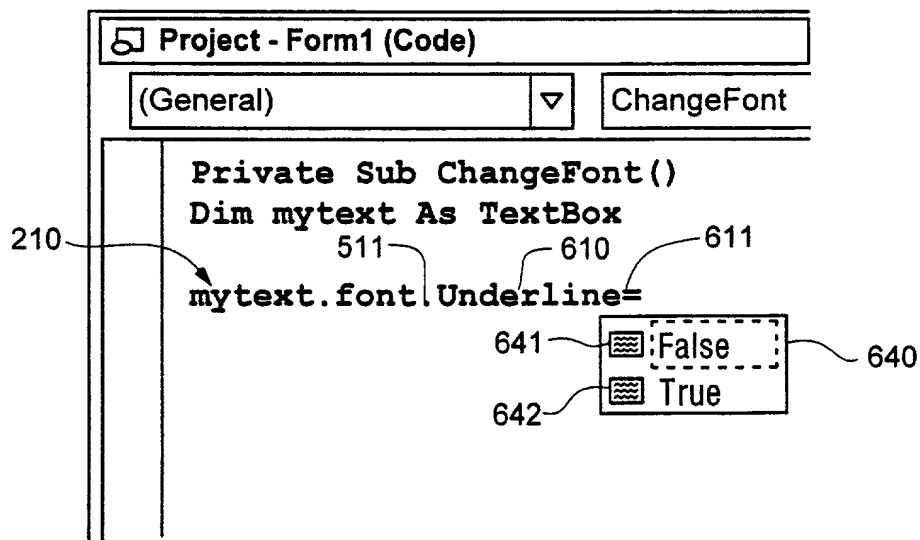 Project - Form1 (Code)
(General) ChangeFont
Private Sub ChangeFont()
Dim mytext As TextBox
210 511 610 611
mytext.font.Underline=
641 False 640
642 True